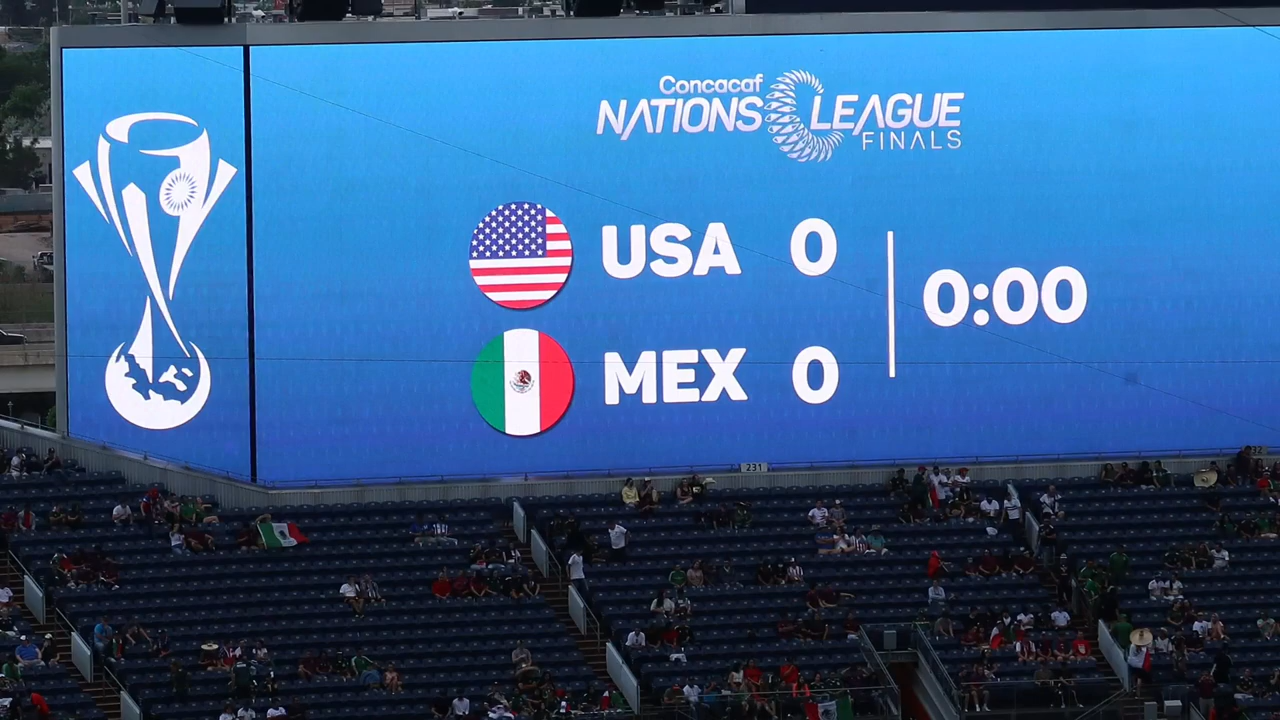 Concacaf
NATIONS LEAGUE
FINALS
USA 0
0:00
MEX 0
231